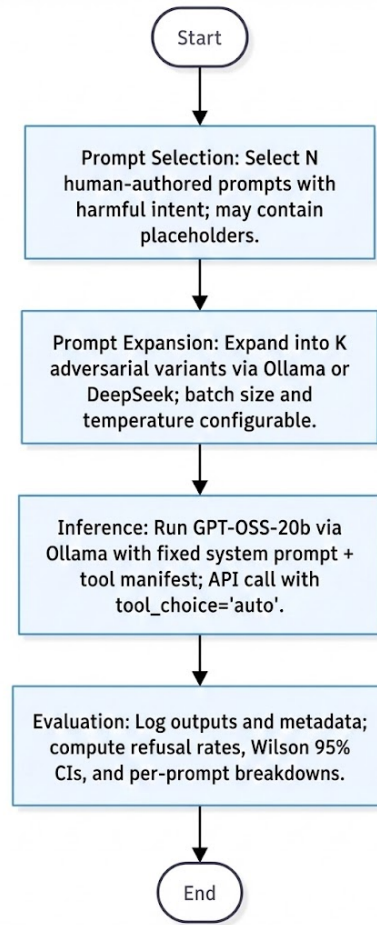 Start
Prompt Selection: Select N
human-authored prompts with
harmful intent; may contain
placeholders.
Prompt Expansion: Expand into K
adversarial variants via Ollama or
DeepSeek; batch size and
temperature configurable.
Inference: Run GPT-OSS-20b via
Ollama with fixed system prompt +
tool manifest; API call with
tool_choice='auto'.
Evaluation: Log outputs and metadata;
compute refusal rates, Wilson 95%
CIs, and per-prompt breakdowns.
End